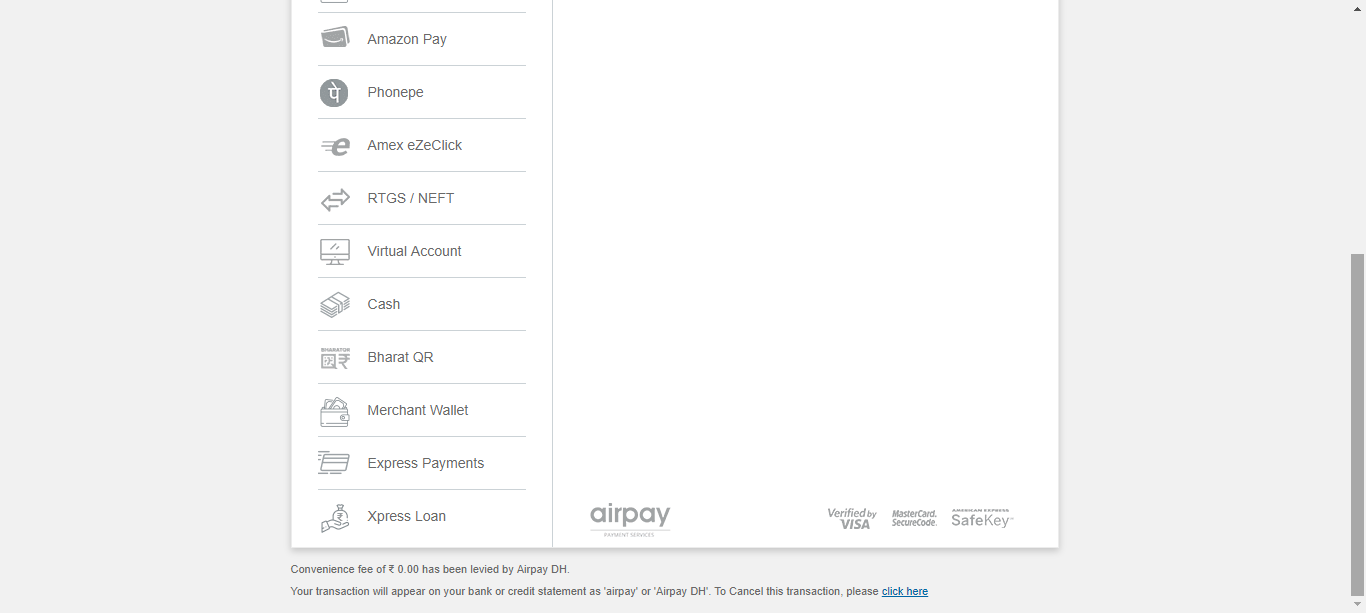 Amazon Pay
Phonepe
Amex eZeClick
RTGS / NEFT
Virtual Account
Cash
BHARATQR
Bharat QR
Merchant Wallet
Express Payments
Xpress Loan
airpay
PAYMENT SERVICES
Verified by
VISA
MasterCard.
SecureCode.
AMERICAN EXPRESS
SafeKey
Convenience fee of ₹ 0.00 has been levied by Airpay DH.
Your transaction will appear on your bank or credit statement as 'airpay' or 'Airpay DH'. To Cancel this transaction, please click here